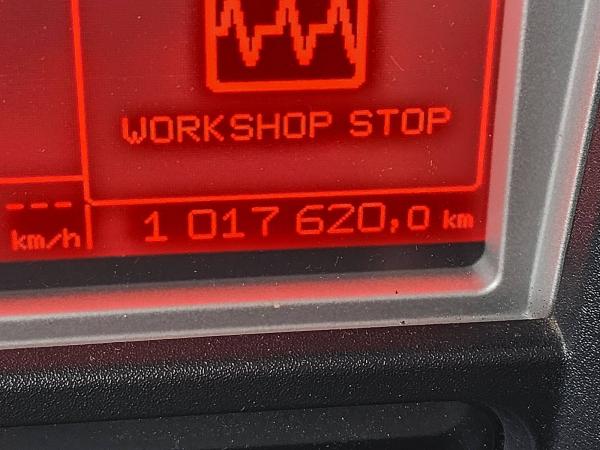 WORKSHOP STOP
--- km/h
1 017 620,0 km